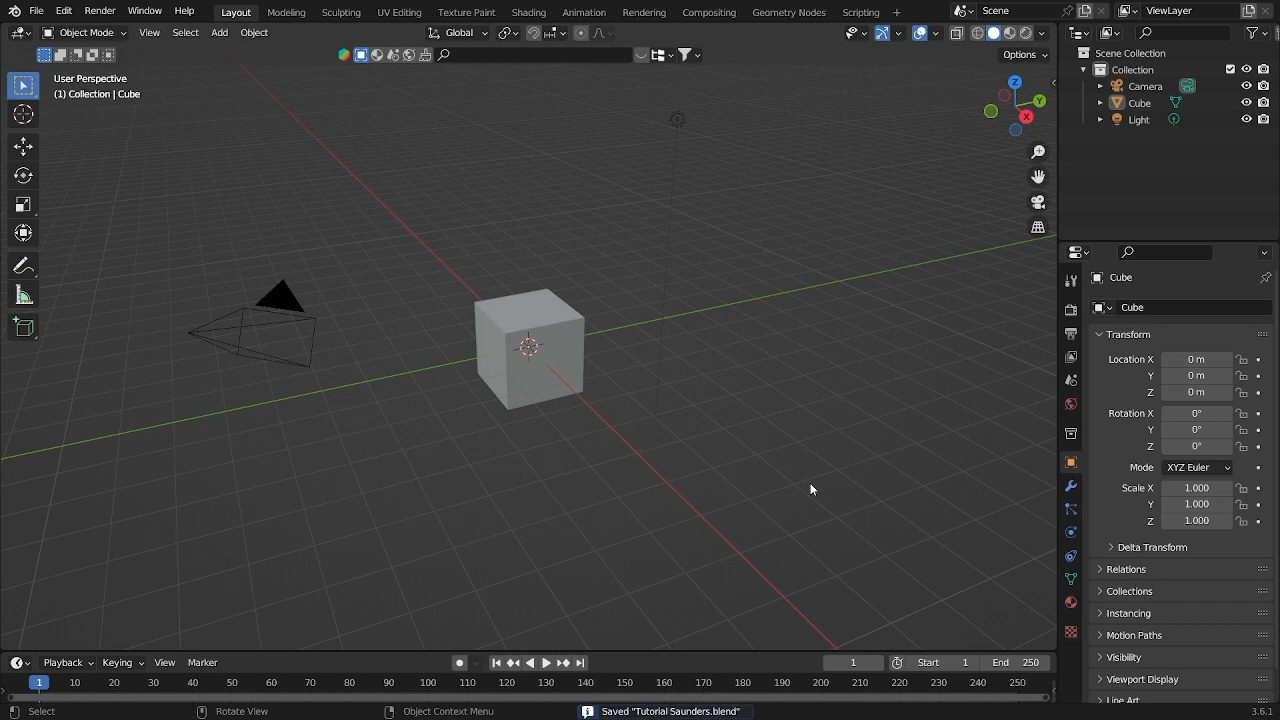 File Edit Render Window Help Layout Modeling Sculpting UV Editing Texture Paint Shading Animation Rendering Compositing Geometry Nodes Scripting + Scene ViewLayer
Object Mode View Select Add Object Global
Options
User Perspective
(1) Collection | Cube
Z
Y
X
Scene Collection
Collection
Camera
Cube
Light
Cube
Cube
Transform
Location X 0 m
Y 0 m
Z 0 m
Rotation X 0°
Y 0°
Z 0°
Mode XYZ Euler
Scale X 1.000
Y 1.000
Z 1.000
Delta Transform
Relations
Collections
Instancing
Motion Paths
Visibility
Viewport Display
Line Art
Playback Keying View Marker 1 Start 1 End 250
1 10 20 30 40 50 60 70 80 90 100 110 120 130 140 150 160 170 180 190 200 210 220 230 240 250
Select Rotate View Object Context Menu Saved "Tutorial Saunders.blend" 3.6.1